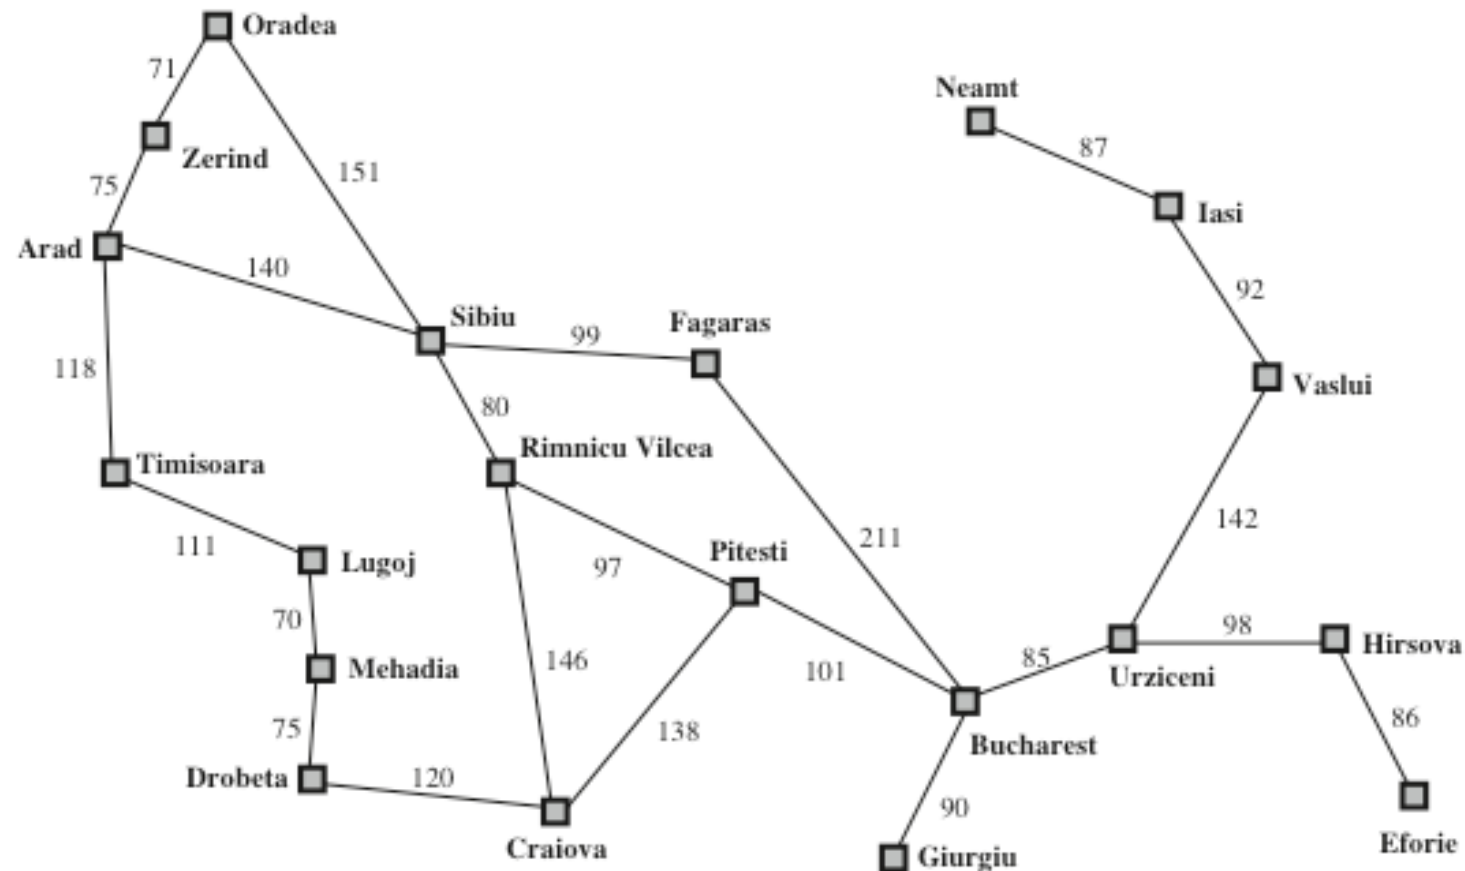 Oradea
71
Neamt
87
Zerind
151
75
Iasi
Arad
140
92
Sibiu
Fagaras
99
118
Vaslui
80
Rimnicu Vilcea
Timisoara
142
211
111
Pitesti
Lugoj
97
70
98
Hirsova
85
Mehadia
146
101
Urziceni
86
75
138
Bucharest
Drobeta
120
90
Craiova
Eforie
Giurgiu